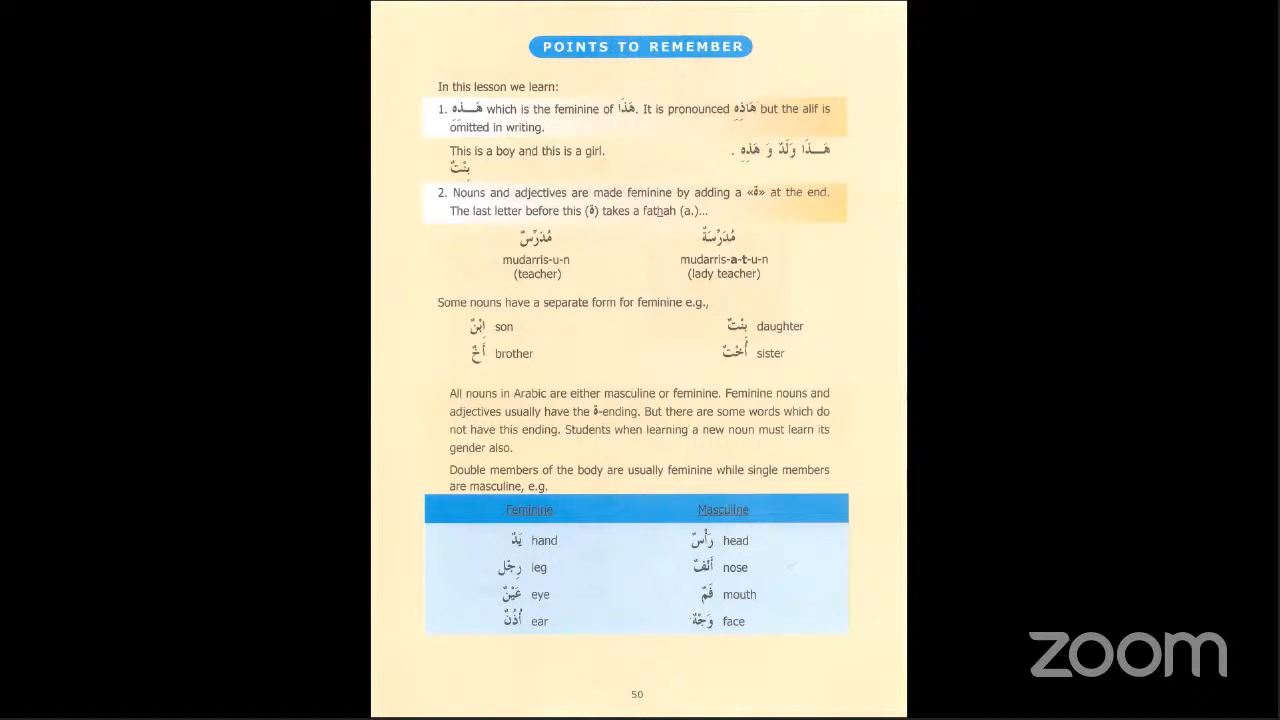 POINTS TO REMEMBER
In this lesson we learn:
1. هَـــذِهِ which is the feminine of هَذَا. It is pronounced هَاذِهِ but the alif is
omitted in writing.
This is a boy and this is a girl. هَـــذَا وَلَدٌ وَ هَذِهِ .
بِنْتٌ
2. Nouns and adjectives are made feminine by adding a «ة» at the end.
The last letter before this (ة) takes a fathah (a.)...
مُدَرِّسٌ مُدَرِّسَةٌ
mudarris-u-n mudarris-a-t-u-n
(teacher) (lady teacher)
Some nouns have a separate form for feminine e.g.,
اِبْنٌ son بِنْتٌ daughter
أَخٌ brother أُخْتٌ sister
All nouns in Arabic are either masculine or feminine. Feminine nouns and
adjectives usually have the ة-ending. But there are some words which do
not have this ending. Students when learning a new noun must learn its
gender also.
Double members of the body are usually feminine while single members
are masculine, e.g.
Feminine Masculine
يَدٌ hand رَأْسٌ head
رِجْل leg أَنْفٌ nose
عَيْنٌ eye فَمٌ mouth
أُذُنٌ ear وَجْهٌ face
50
zoom